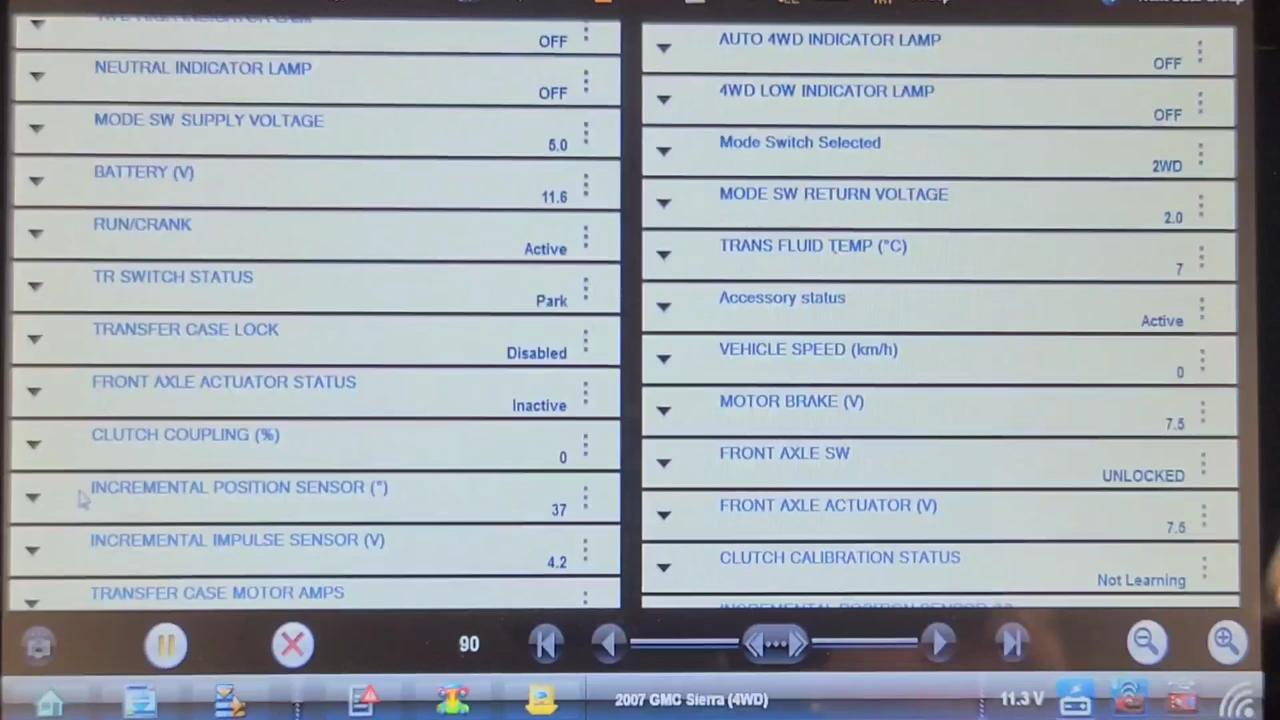 OFF
NEUTRAL INDICATOR LAMP
OFF
MODE SW SUPPLY VOLTAGE
5.0
BATTERY (V)
11.6
RUN/CRANK
Active
TR SWITCH STATUS
Park
TRANSFER CASE LOCK
Disabled
FRONT AXLE ACTUATOR STATUS
Inactive
CLUTCH COUPLING (%)
0
INCREMENTAL POSITION SENSOR (°)
37
INCREMENTAL IMPULSE SENSOR (V)
4.2
TRANSFER CASE MOTOR AMPS
AUTO 4WD INDICATOR LAMP
OFF
4WD LOW INDICATOR LAMP
OFF
Mode Switch Selected
2WD
MODE SW RETURN VOLTAGE
2.0
TRANS FLUID TEMP (°C)
7
Accessory status
Active
VEHICLE SPEED (km/h)
0
MOTOR BRAKE (V)
7.5
FRONT AXLE SW
UNLOCKED
FRONT AXLE ACTUATOR (V)
7.5
CLUTCH CALIBRATION STATUS
Not Learning
INCREMENTAL POSITION SENSOR
90
2007 GMC Sierra (4WD)
11.3 V